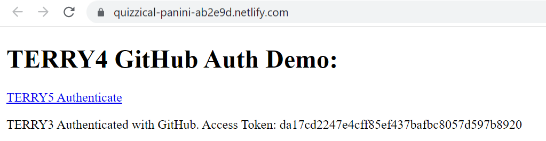 quizzical-panini-ab2e9d.netlify.com
TERRY4 GitHub Auth Demo:
TERRY5 Authenticate
TERRY3 Authenticated with GitHub. Access Token: da17cd2247e4cff85ef437bafbc8057d597b8920